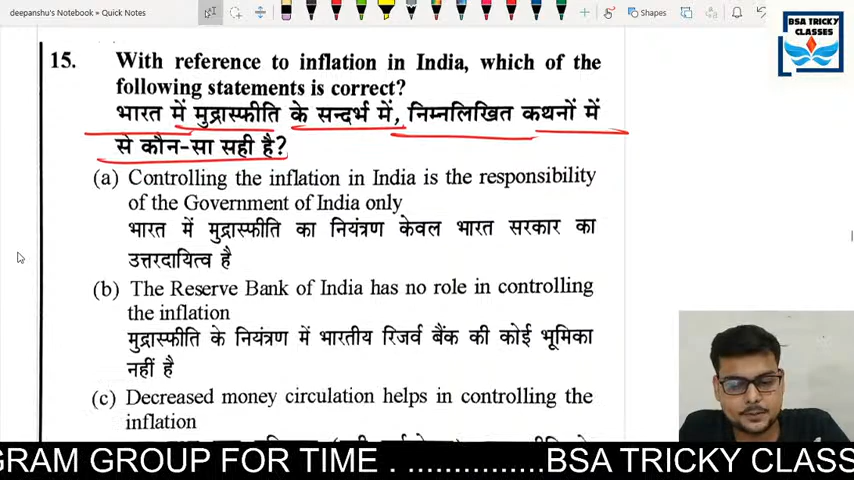 deepanshu's Notebook » Quick Notes
Shapes
BSA TRICKY
CLASSES
15. With reference to inflation in India, which of the
following statements is correct?
भारत में मुद्रास्फीति के सन्दर्भ में, निम्नलिखित कथनों में
से कौन-सा सही है?
(a) Controlling the inflation in India is the responsibility
of the Government of India only
भारत में मुद्रास्फीति का नियंत्रण केवल भारत सरकार का
उत्तरदायित्व है
(b) The Reserve Bank of India has no role in controlling
the inflation
मुद्रास्फीति के नियंत्रण में भारतीय रिजर्व बैंक की कोई भूमिका
नहीं है
(c) Decreased money circulation helps in controlling the
inflation
GRAM GROUP FOR TIME . ..............BSA TRICKY CLASS